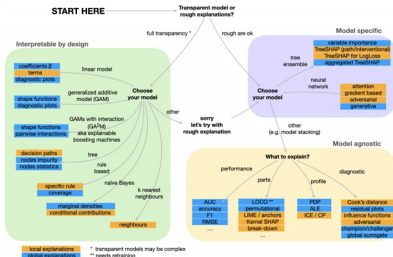 START HERE
Transparent model or
rough explanations?
full transparency *
rough are ok
Model specific
Interpretable by design
variable importance
TreeSHAP (path/interventional)
TreeSHAP for LogLoss
aggregated TreeSHAP
tree
ensemble
coefficients β
terms
diagnostic plots
linear model
shape functions
diagnostic plots
generalized additive
model (GAM)
Choose
your model
Choose
your model
neural
network
attention
gradient based
adversarial
generative
other
shape functions
pairwise interactions
GAMs with interaction
(GA²M)
aka explainable
boosting machines
sorry
let's try with
rough explanation
other
(e.g. model stacking)
Model agnostic
decision paths
nodes impurity
nodes statistics
tree
rule
based
What to explain?
specific rule
coverage
naïve Bayes
k nearest
neighbours
performance
parts
profile
diagnostic
marginal densities
conditional contributions
neighbours
AUC
accuracy
F1
RMSE
...
LOCO **
permutational
LIME / anchors
Kernel SHAP
break-down
...
PDP
ALE
ICE / CP
Cook's distance
residual plots
influence functions
adversarial
champion/challenger
global surrogate
local explanations
global explanations
* transparent models may be complex
** needs retraining